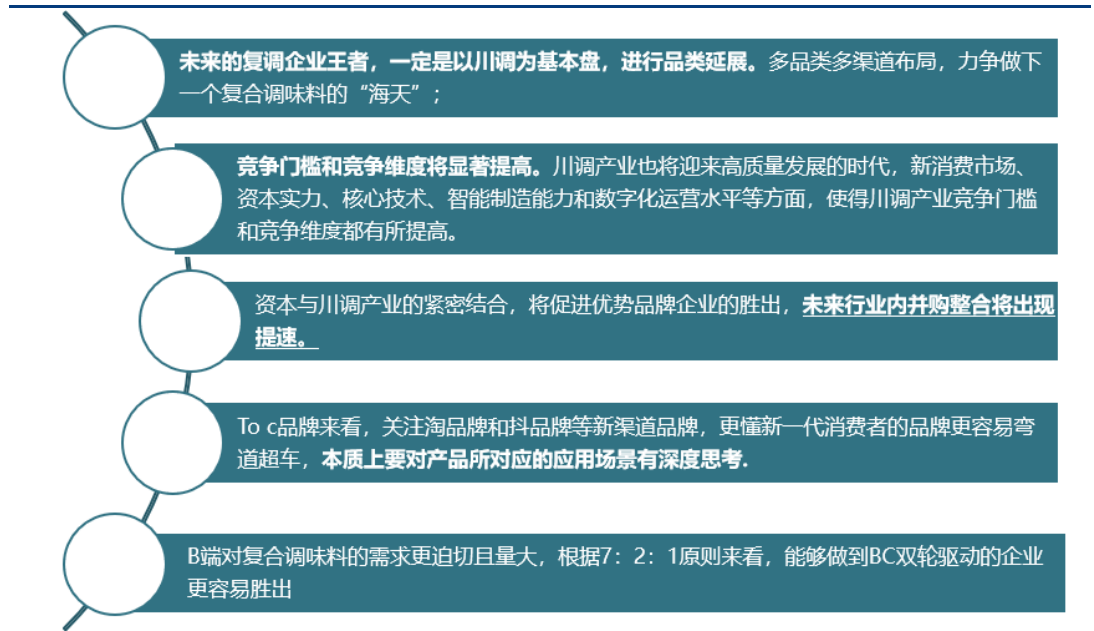 未来的复调企业王者，一定是以川调为基本盘，进行品类延展。多品类多渠道布局，力争做下
一个复合调味料的“海天”；
竞争门槛和竞争维度将显著提高。川调产业也将迎来高质量发展的时代，新消费市场、
资本实力、核心技术、智能制造能力和数字化运营水平等方面，使得川调产业竞争门槛
和竞争维度都有所提高。
资本与川调产业的紧密结合，将促进优势品牌企业的胜出，未来行业内并购整合将出现
提速。
To c品牌来看，关注淘品牌和抖品牌等新渠道品牌，更懂新一代消费者的品牌更容易弯
道超车，本质上要对产品所对应的应用场景有深度思考.
B端对复合调味料的需求更迫切且量大，根据7：2：1原则来看，能够做到BC双轮驱动的企业
更容易胜出